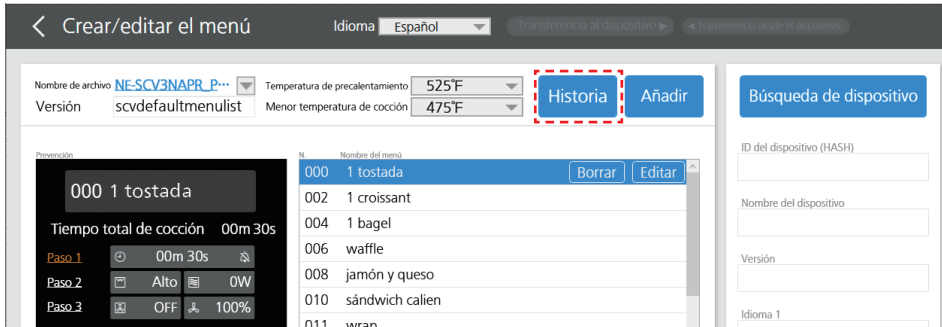 Crear/editar el menú
Idioma Español
Transferencia al dispositivo ▶
◀Transferencia desde el dispositivo
Nombre de archivo NE-SCV3NAPR_P···
Versión scvdefaultmenulist
Temperatura de precalentamiento 525°F
Menor temperatura de cocción 475°F
Historia
Añadir
Búsqueda de dispositivo
Prevención
000 1 tostada
Tiempo total de cocción 00m 30s
Paso 1 00m 30s
Paso 2 Alto 0W
Paso 3 OFF 100%
N. Nombre del menú
000 1 tostada Borrar Editar
002 1 croissant
004 1 bagel
006 waffle
008 jamón y queso
010 sándwich calien
011 wrap
ID del dispositivo (HASH)
Nombre del dispositivo
Versión
Idioma 1